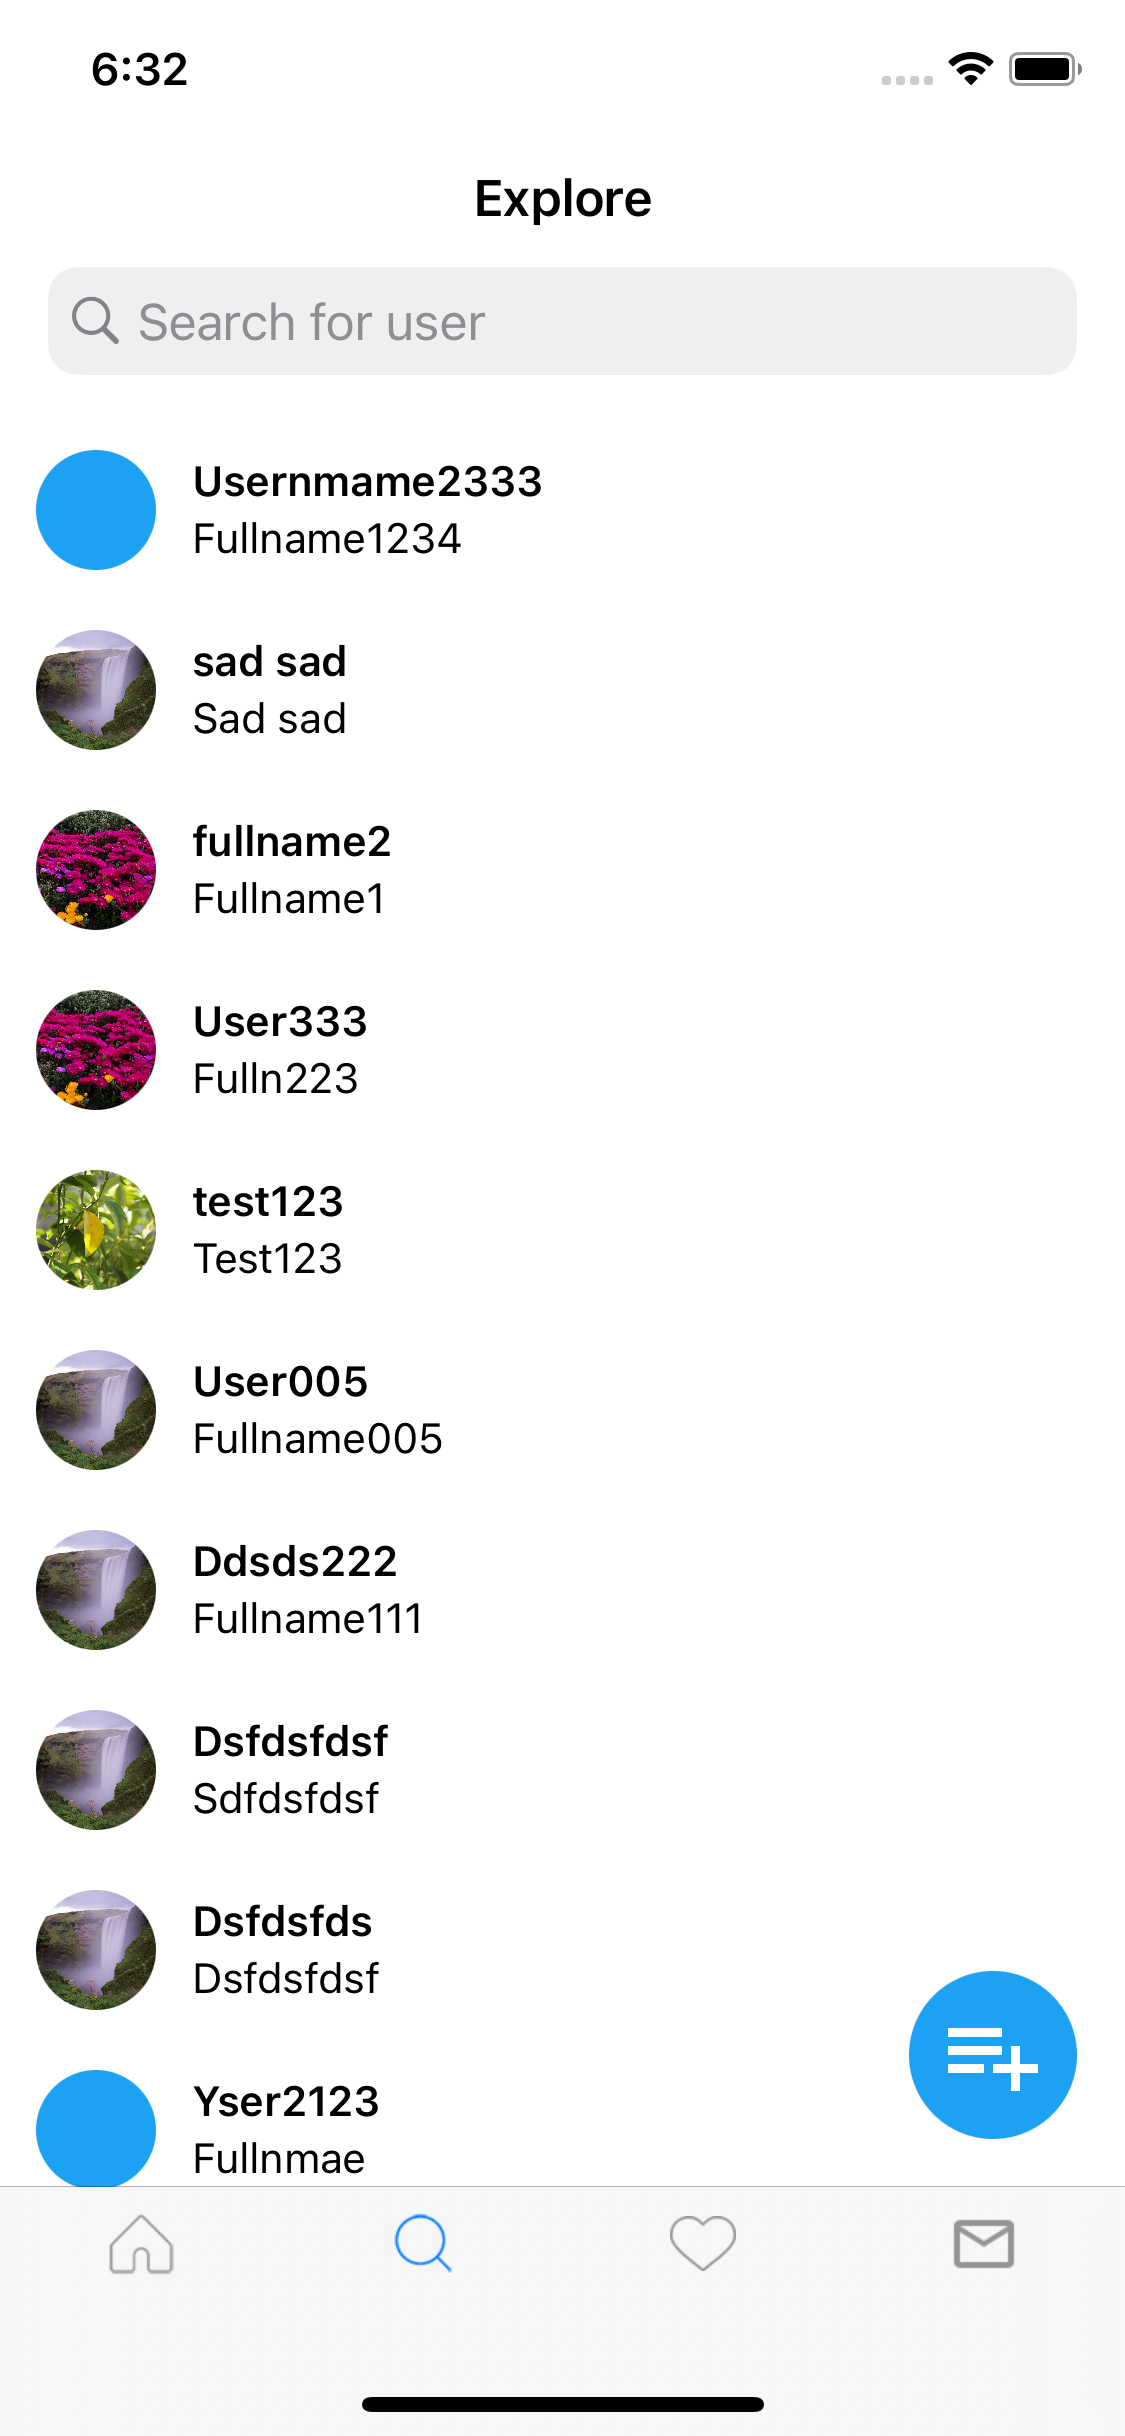 6:32
Explore
Search for user
Usernmame2333
Fullname1234
sad sad
Sad sad
fullname2
Fullname1
User333
Fulln223
test123
Test123
User005
Fullname005
Ddsds222
Fullname111
Dsfdsfdsf
Sdfdsfdsf
Dsfdsfds
Dsfdsfdsf
Yser2123
Fullnmae